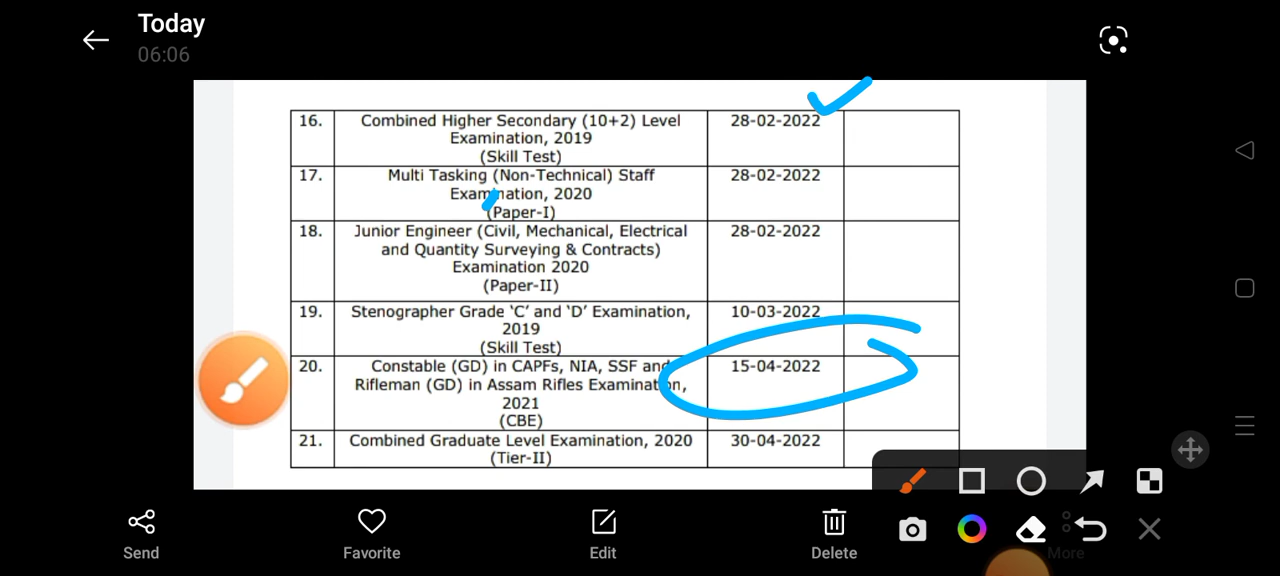 Today
06:06
16. Combined Higher Secondary (10+2) Level 28-02-2022
Examination, 2019
(Skill Test)
17. Multi Tasking (Non-Technical) Staff 28-02-2022
Examination, 2020
(Paper-I)
18. Junior Engineer (Civil, Mechanical, Electrical 28-02-2022
and Quantity Surveying & Contracts)
Examination 2020
(Paper-II)
19. Stenographer Grade ‘C’ and ‘D’ Examination, 10-03-2022
2019
(Skill Test)
20. Constable (GD) in CAPFs, NIA, SSF and 15-04-2022
Rifleman (GD) in Assam Rifles Examination,
2021
(CBE)
21. Combined Graduate Level Examination, 2020 30-04-2022
(Tier-II)
Send Favorite Edit Delete More